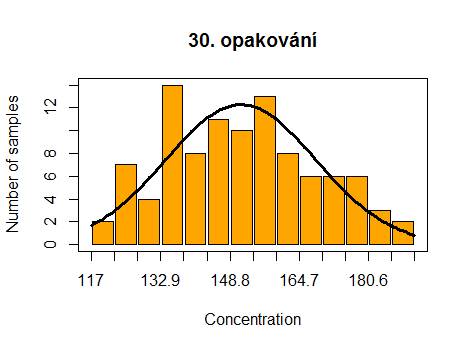 30. opakování
Number of samples
12
8
6
4
2
0
117 132.9 148.8 164.7 180.6
Concentration